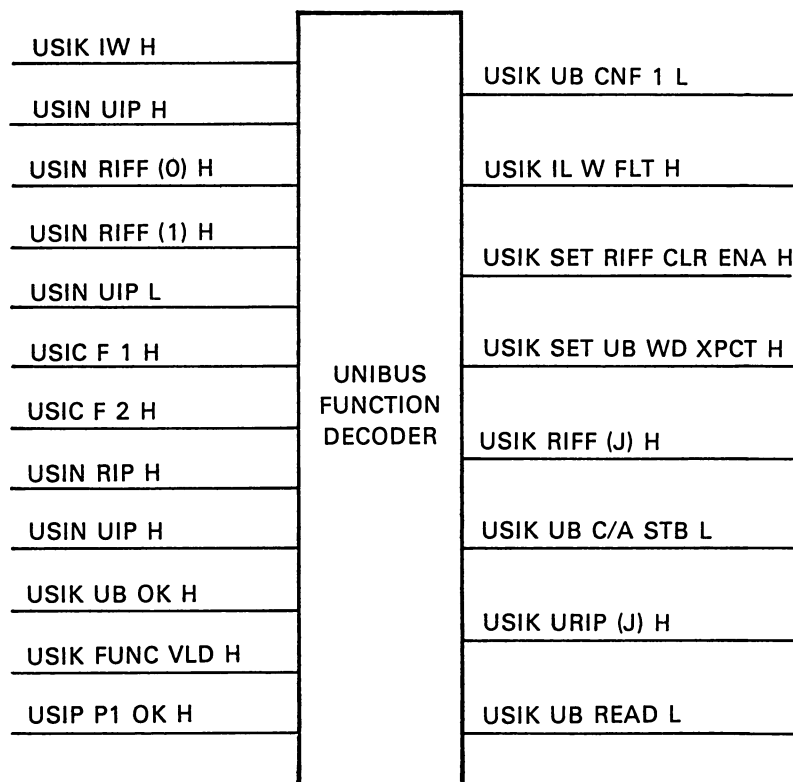 USIK IW H
USIN UIP H
USIN RIFF (0) H
USIN RIFF (1) H
USIN UIP L
USIC F 1 H
USIC F 2 H
USIN RIP H
USIN UIP H
USIK UB OK H
USIK FUNC VLD H
USIP P1 OK H
UNIBUS
FUNCTION
DECODER
USIK UB CNF 1 L
USIK IL W FLT H
USIK SET RIFF CLR ENA H
USIK SET UB WD XPCT H
USIK RIFF (J) H
USIK UB C/A STB L
USIK URIP (J) H
USIK UB READ L